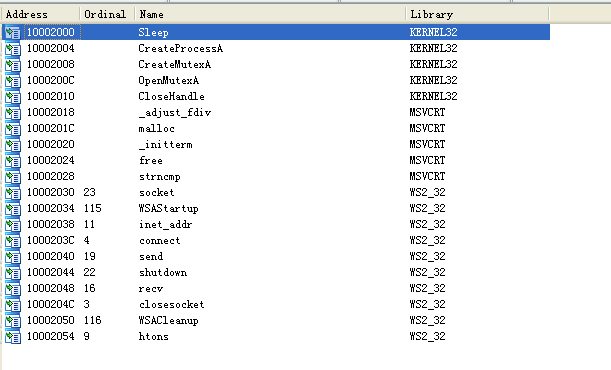 Address Ordinal Name Library
10002000 Sleep KERNEL32
10002004 CreateProcessA KERNEL32
10002008 CreateMutexA KERNEL32
1000200C OpenMutexA KERNEL32
10002010 CloseHandle KERNEL32
10002018 _adjust_fdiv MSVCRT
1000201C malloc MSVCRT
10002020 _initterm MSVCRT
10002024 free MSVCRT
10002028 strncmp MSVCRT
10002030 23 socket WS2_32
10002034 115 WSAStartup WS2_32
10002038 11 inet_addr WS2_32
1000203C 4 connect WS2_32
10002040 19 send WS2_32
10002044 22 shutdown WS2_32
10002048 16 recv WS2_32
1000204C 3 closesocket WS2_32
10002050 116 WSACleanup WS2_32
10002054 9 htons WS2_32